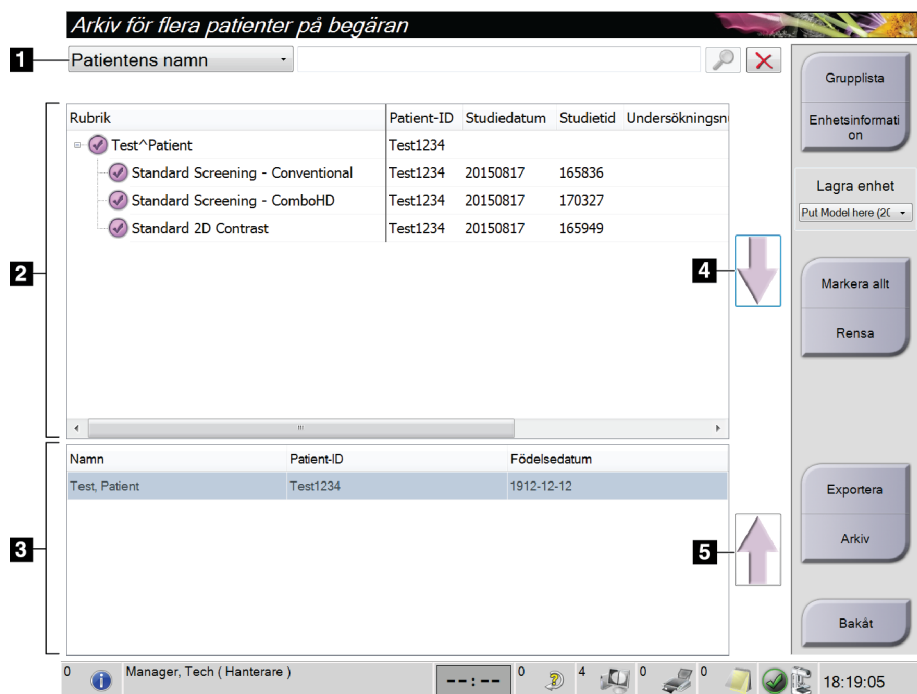 Arkiv för flera patienter på begäran
1
Patientens namn
Grupplista
Enhetsinformati
on
Lagra enhet
Put Model here (20
Markera allt
Rensa
Exportera
Arkiv
Bakåt
2
Rubrik Patient-ID Studiedatum Studietid Undersökningsn
Test^Patient Test1234
Standard Screening - Conventional Test1234 20150817 165836
Standard Screening - ComboHD Test1234 20150817 170327
Standard 2D Contrast Test1234 20150817 165949
4
3
Namn Patient-ID Födelsedatum
Test, Patient Test1234 1912-12-12
5
0 Manager, Tech ( Hanterare ) --:-- 0 4 0 0 18:19:05